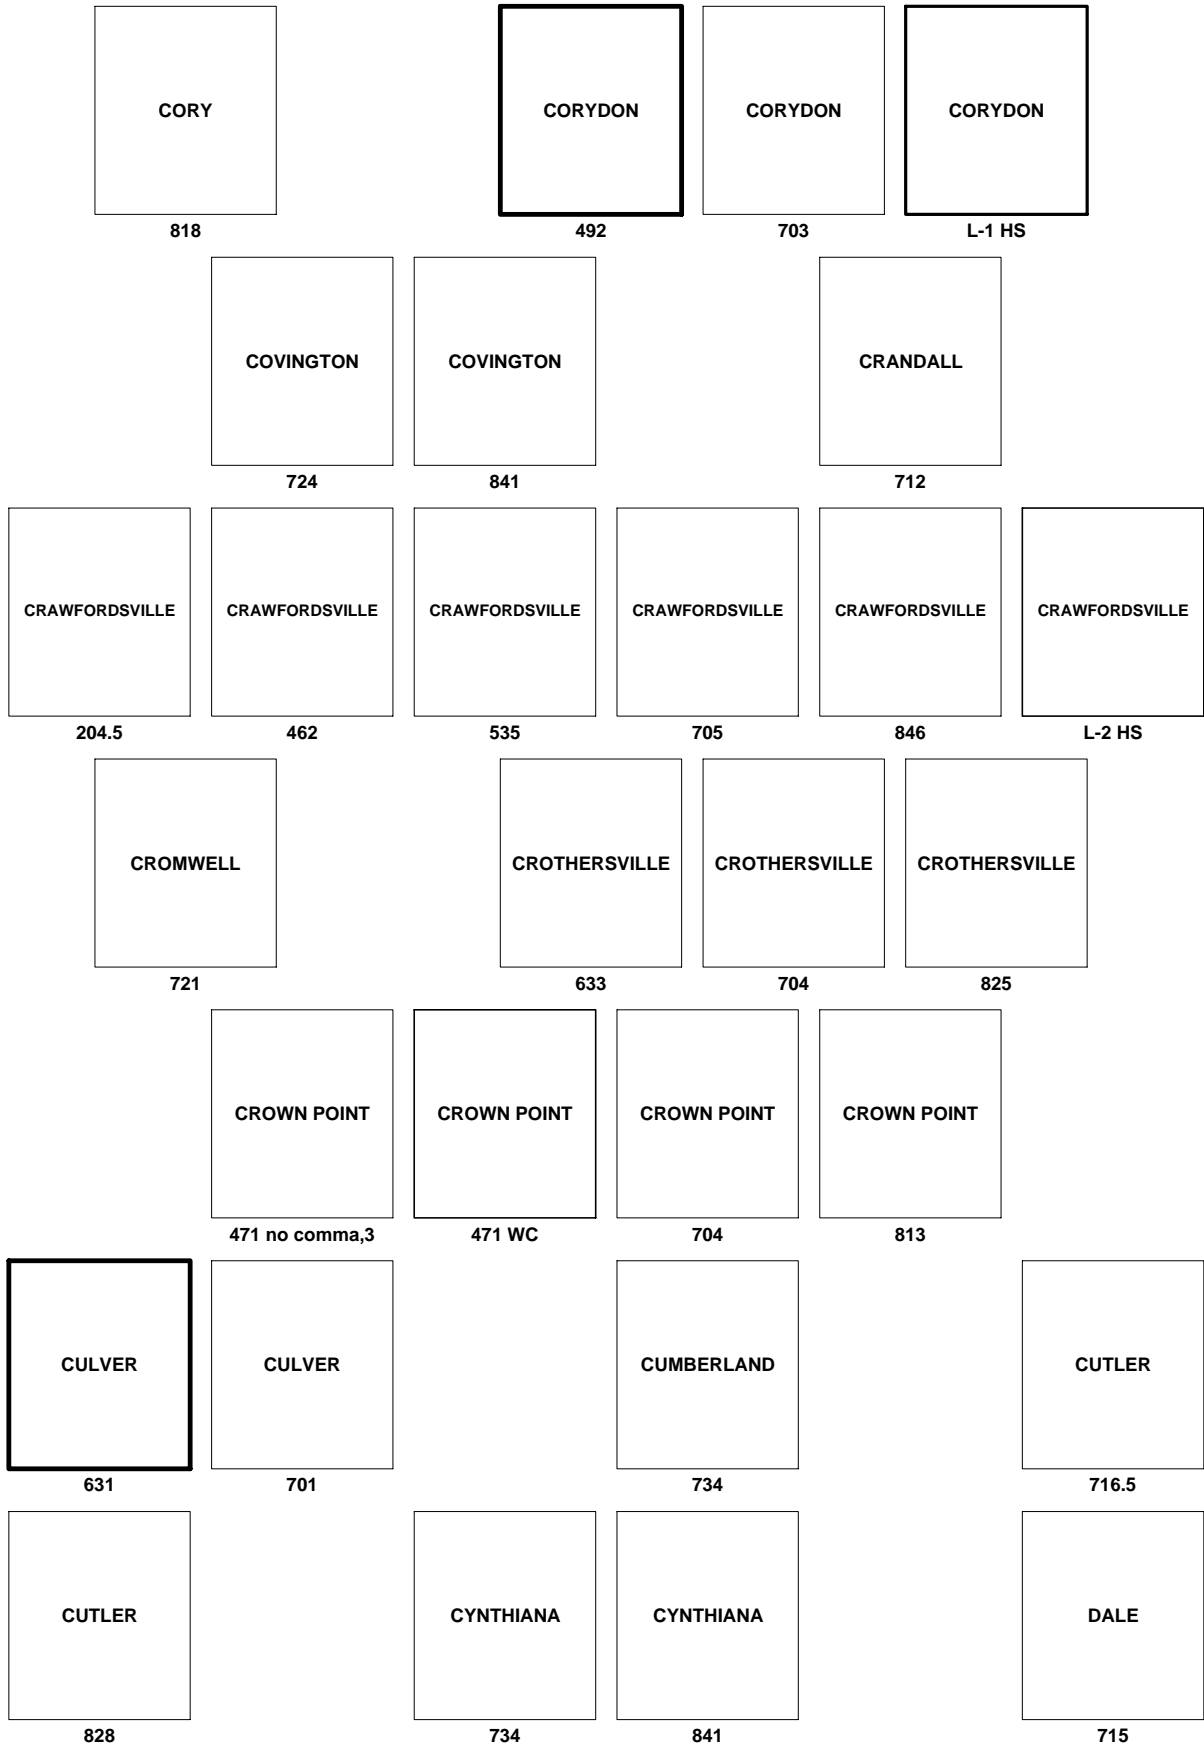 CORY CORYDON CORYDON CORYDON
818 492 703 L-1 HS
COVINGTON COVINGTON CRANDALL
724 841 712
CRAWFORDSVILLE CRAWFORDSVILLE CRAWFORDSVILLE CRAWFORDSVILLE CRAWFORDSVILLE CRAWFORDSVILLE
204.5 462 535 705 846 L-2 HS
CROMWELL CROTHERSVILLE CROTHERSVILLE CROTHERSVILLE
721 633 704 825
CROWN POINT CROWN POINT CROWN POINT CROWN POINT
471 no comma,3 471 WC 704 813
CULVER CULVER CUMBERLAND CUTLER
631 701 734 716.5
CUTLER CYNTHIANA CYNTHIANA DALE
828 734 841 715